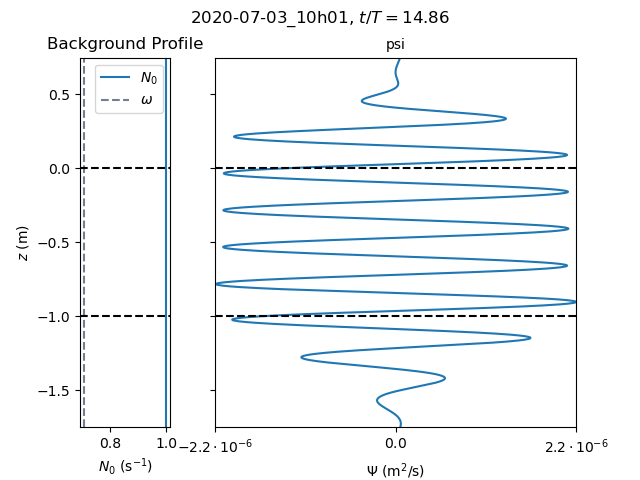 2020-07-03_10h01, t/T = 14.86
Background Profile
psi
N₀
ω
0.5
0.0
−0.5
−1.0
−1.5
z (m)
0.8
1.0
−2.2 · 10⁻⁶
0.0
2.2 · 10⁻⁶
N₀ (s⁻¹)
Ψ (m²/s)